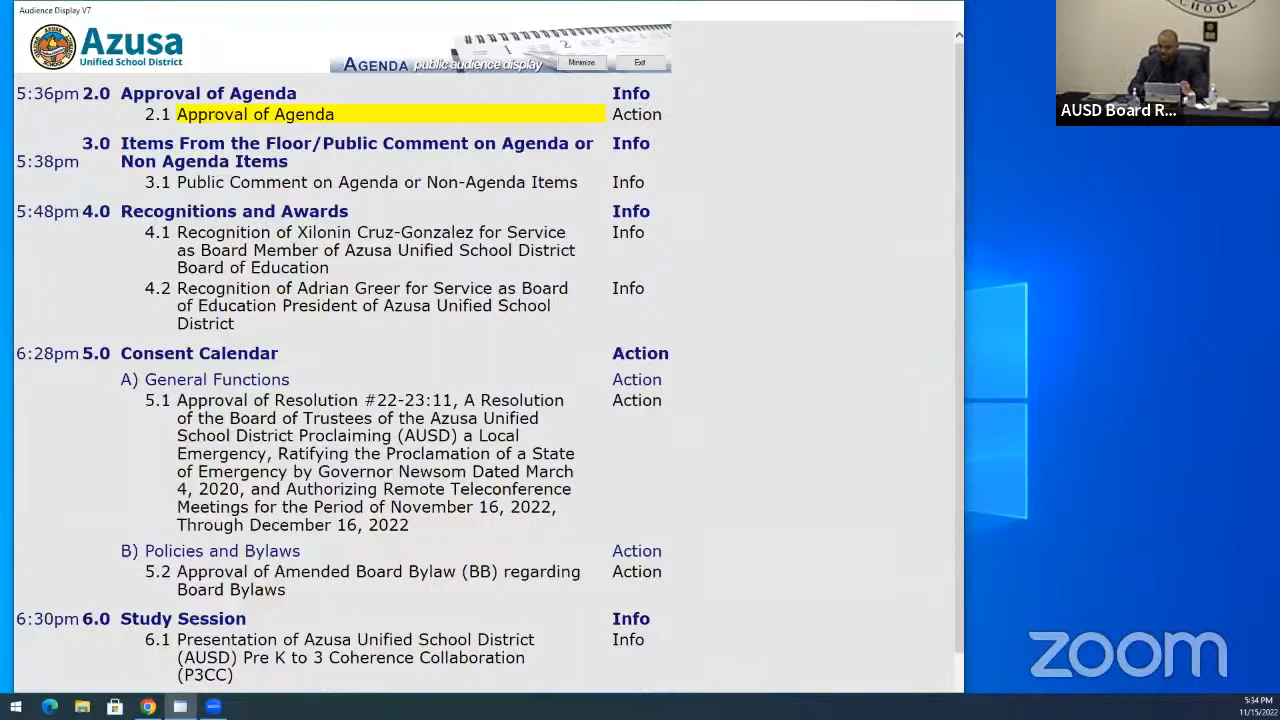 Audience Display V7
Azusa
Unified School District
AGENDA public audience display
Minimize
Exit
SCHOOL
AUSD Board R...
5:36pm 2.0 Approval of Agenda Info
2.1 Approval of Agenda Action
3.0 Items From the Floor/Public Comment on Agenda or Info
5:38pm Non Agenda Items
3.1 Public Comment on Agenda or Non-Agenda Items Info
5:48pm 4.0 Recognitions and Awards Info
4.1 Recognition of Xilonin Cruz-Gonzalez for Service Info
as Board Member of Azusa Unified School District
Board of Education
4.2 Recognition of Adrian Greer for Service as Board Info
of Education President of Azusa Unified School
District
6:28pm 5.0 Consent Calendar Action
A) General Functions Action
5.1 Approval of Resolution #22-23:11, A Resolution Action
of the Board of Trustees of the Azusa Unified
School District Proclaiming (AUSD) a Local
Emergency, Ratifying the Proclamation of a State
of Emergency by Governor Newsom Dated March
4, 2020, and Authorizing Remote Teleconference
Meetings for the Period of November 16, 2022,
Through December 16, 2022
B) Policies and Bylaws Action
5.2 Approval of Amended Board Bylaw (BB) regarding Action
Board Bylaws
6:30pm 6.0 Study Session Info
6.1 Presentation of Azusa Unified School District Info
(AUSD) Pre K to 3 Coherence Collaboration
(P3CC)
zoom
5:34 PM
11/15/2022